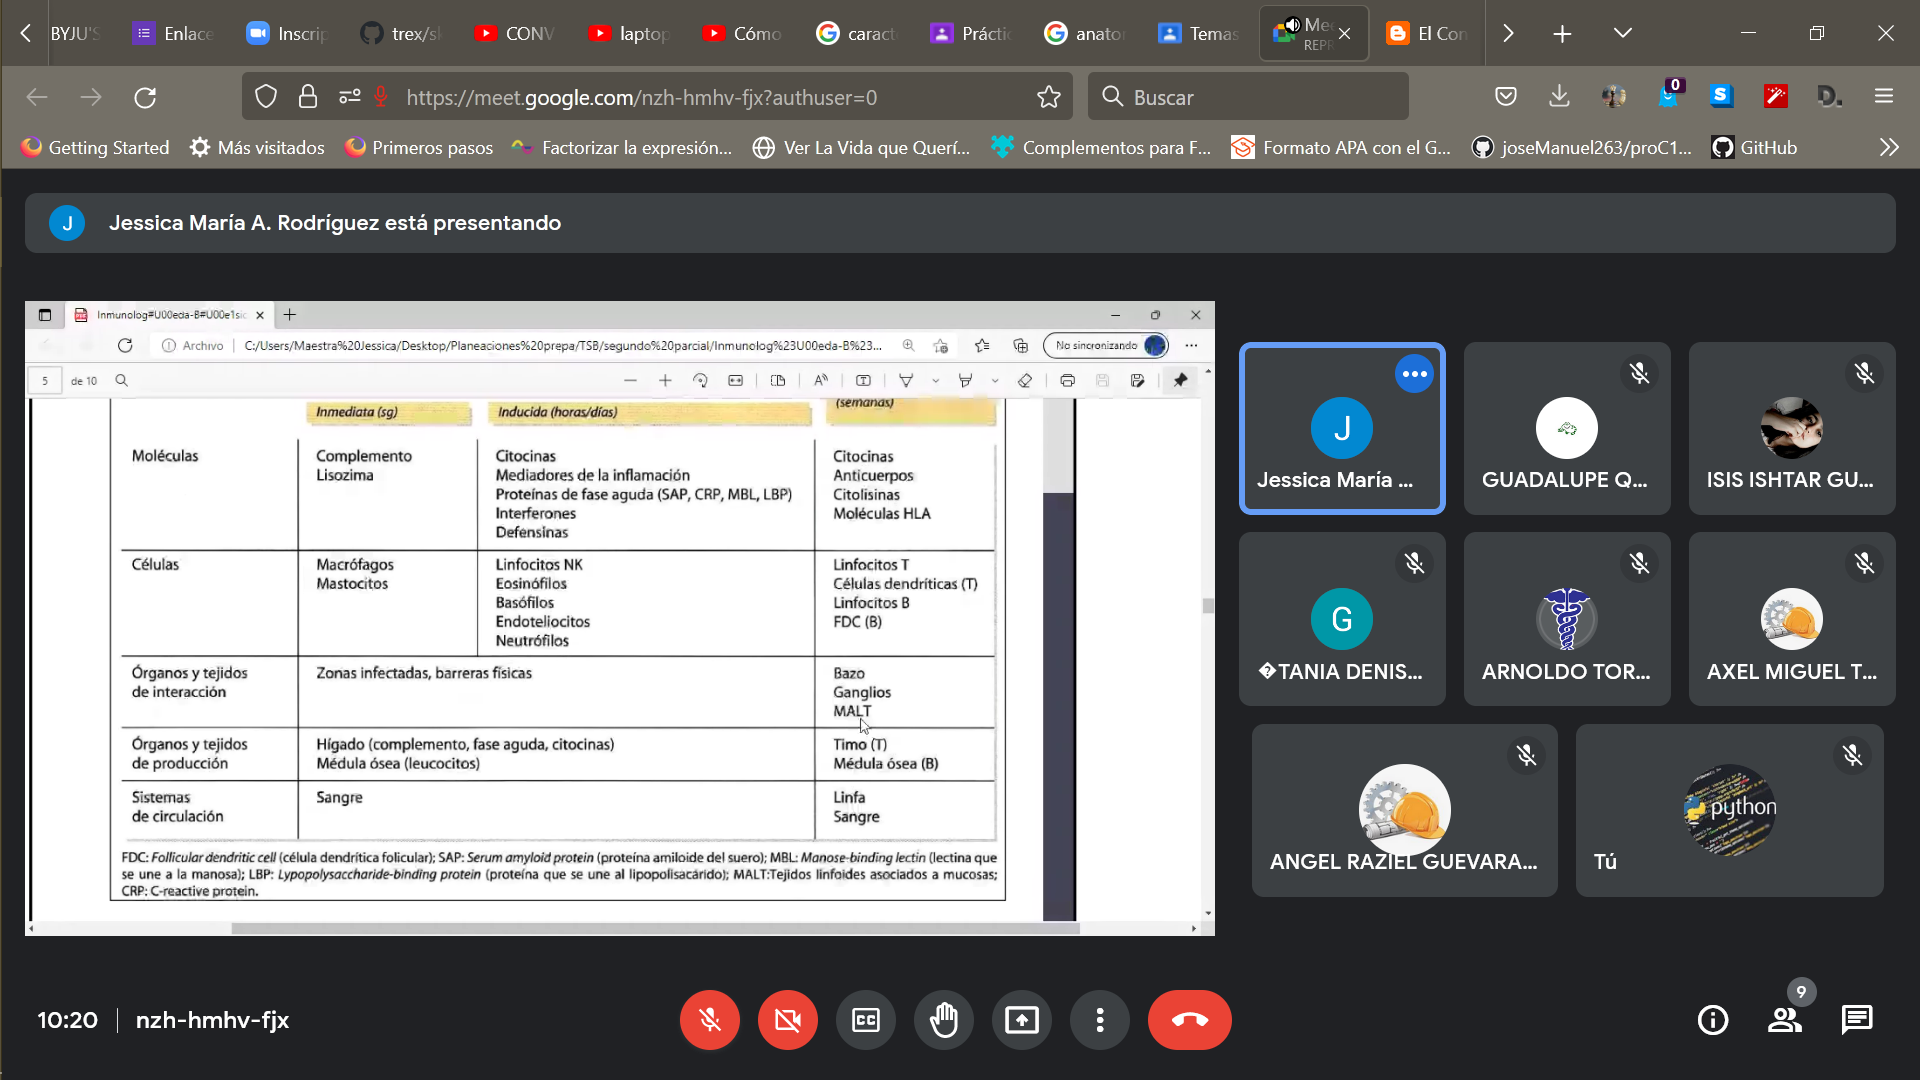 BYJU'S
Enlace
Inscrip
trex/sk
CONV
laptop
Cómo
caract
Práctic
anator
Temas
Mee
REPR
El Con
https://meet.google.com/nzh-hmhv-fjx?authuser=0
Buscar
0
S
D.
Getting Started
Más visitados
Primeros pasos
Factorizar la expresión...
Ver La Vida que Querí...
Complementos para F...
Formato APA con el G...
joseManuel263/proC1...
GitHub
J
Jessica María A. Rodríguez está presentando
Inmunolog#U00eda-B#U00e1sic
Archivo
C:/Users/Maestra%20Jessica/Desktop/Planeaciones%20prepa/TSB/segundo%20parcial/Inmunolog%23U00eda-B%23...
No sincronizando
5 de 10
Inmediata (sg)
Inducida (horas/días)
(semanas)
Moléculas
Complemento
Lisozima
Citocinas
Mediadores de la inflamación
Proteínas de fase aguda (SAP, CRP, MBL, LBP)
Interferones
Defensinas
Citocinas
Anticuerpos
Citolisinas
Moléculas HLA
Células
Macrófagos
Mastocitos
Linfocitos NK
Eosinófilos
Basófilos
Endoteliocitos
Neutrófilos
Linfocitos T
Células dendríticas (T)
Linfocitos B
FDC (B)
Órganos y tejidos
de interacción
Zonas infectadas, barreras físicas
Bazo
Ganglios
MALT
Órganos y tejidos
de producción
Hígado (complemento, fase aguda, citocinas)
Médula ósea (leucocitos)
Timo (T)
Médula ósea (B)
Sistemas
de circulación
Sangre
Linfa
Sangre
FDC: Follicular dendritic cell (célula dendrítica folicular); SAP: Serum amyloid protein (proteína amiloide del suero); MBL: Manose-binding lectin (lectina que
se une a la manosa); LBP: Lypopolysaccharide-binding protein (proteína que se une al lipopolisacárido); MALT:Tejidos linfoides asociados a mucosas;
CRP: C-reactive protein.
J
Jessica María ...
GUADALUPE Q...
ISIS ISHTAR GU...
G
�TANIA DENIS...
ARNOLDO TOR...
AXEL MIGUEL T...
ANGEL RAZIEL GUEVARA...
python
Tú
10:20
nzh-hmhv-fjx
CC
9